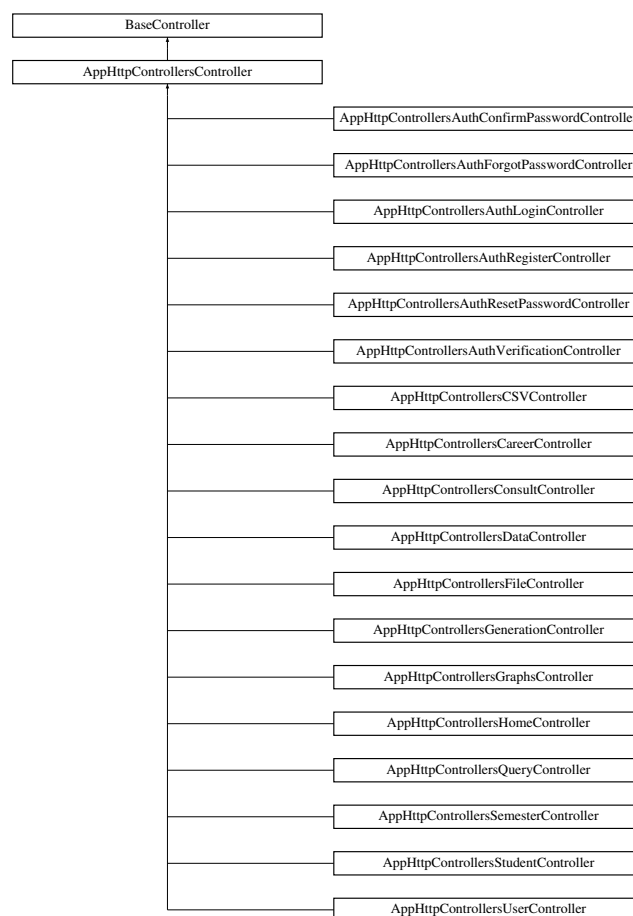 BaseController
AppHttpControllersController
AppHttpControllersAuthConfirmPasswordControlle
AppHttpControllersAuthForgotPasswordController
AppHttpControllersAuthLoginController
AppHttpControllersAuthRegisterController
AppHttpControllersAuthResetPasswordController
AppHttpControllersAuthVerificationController
AppHttpControllersCSVController
AppHttpControllersCareerController
AppHttpControllersConsultController
AppHttpControllersDataController
AppHttpControllersFileController
AppHttpControllersGenerationController
AppHttpControllersGraphsController
AppHttpControllersHomeController
AppHttpControllersQueryController
AppHttpControllersSemesterController
AppHttpControllersStudentController
AppHttpControllersUserController